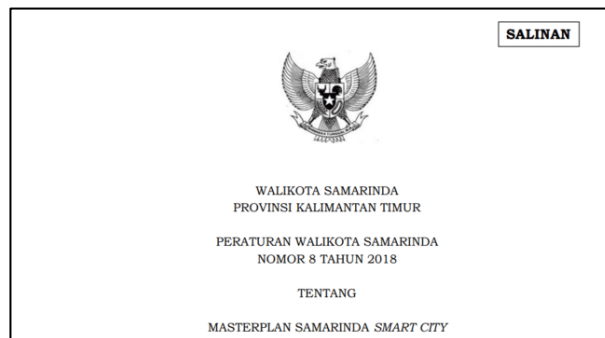 SALINAN
WALIKOTA SAMARINDA
PROVINSI KALIMANTAN TIMUR
PERATURAN WALIKOTA SAMARINDA
NOMOR 8 TAHUN 2018
TENTANG
MASTERPLAN SAMARINDA SMART CITY